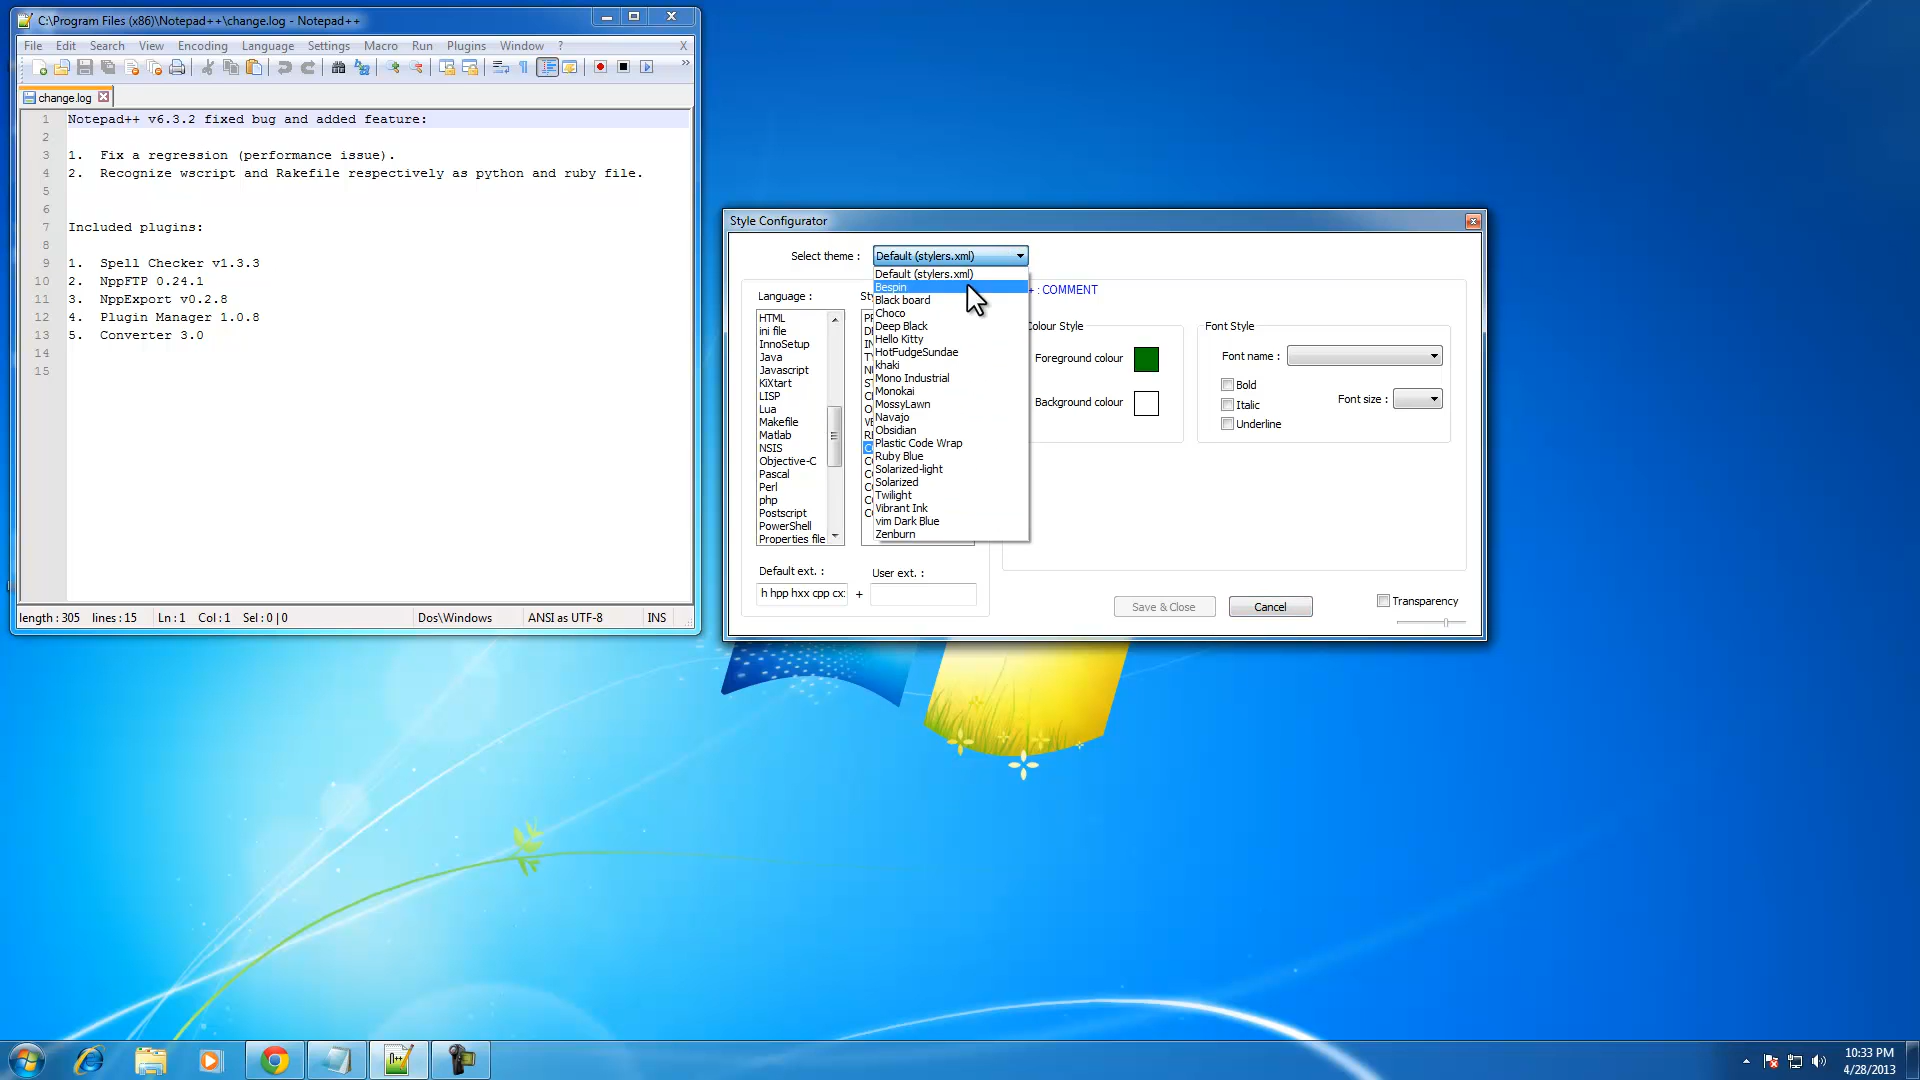 C:\Program Files (x86)\Notepad++\change.log - Notepad++
File Edit Search View Encoding Language Settings Macro Run Plugins Window ? X
change.log
1 Notepad++ v6.3.2 fixed bug and added feature:
2
3 1. Fix a regression (performance issue).
4 2. Recognize wscript and Rakefile respectively as python and ruby file.
5
6
7 Included plugins:
8
9 1. Spell Checker v1.3.3
10 2. NppFTP 0.24.1
11 3. NppExport v0.2.8
12 4. Plugin Manager 1.0.8
13 5. Converter 3.0
14
15
length : 305 lines : 15 Ln : 1 Col : 1 Sel : 0 | 0 Dos\Windows ANSI as UTF-8 INS
Style Configurator
Select theme : Default (stylers.xml)
Default (stylers.xml)
Bespin
Black board
Choco
Deep Black
Hello Kitty
HotFudgeSundae
khaki
Mono Industrial
Monokai
MossyLawn
Navajo
Obsidian
Plastic Code Wrap
Ruby Blue
Solarized-light
Solarized
Twilight
Vibrant Ink
vim Dark Blue
Zenburn
Language :
HTML
ini file
InnoSetup
Java
Javascript
KiXtart
LISP
Lua
Makefile
Matlab
NSIS
Objective-C
Pascal
Perl
php
Postscript
PowerShell
Properties file
+ : COMMENT
Colour Style
Foreground colour
Background colour
Font Style
Font name :
Bold
Italic
Underline
Font size :
Default ext. :
User ext. :
h hpp hxx cpp cx
+
Save & Close
Cancel
Transparency
10:33 PM
4/28/2013